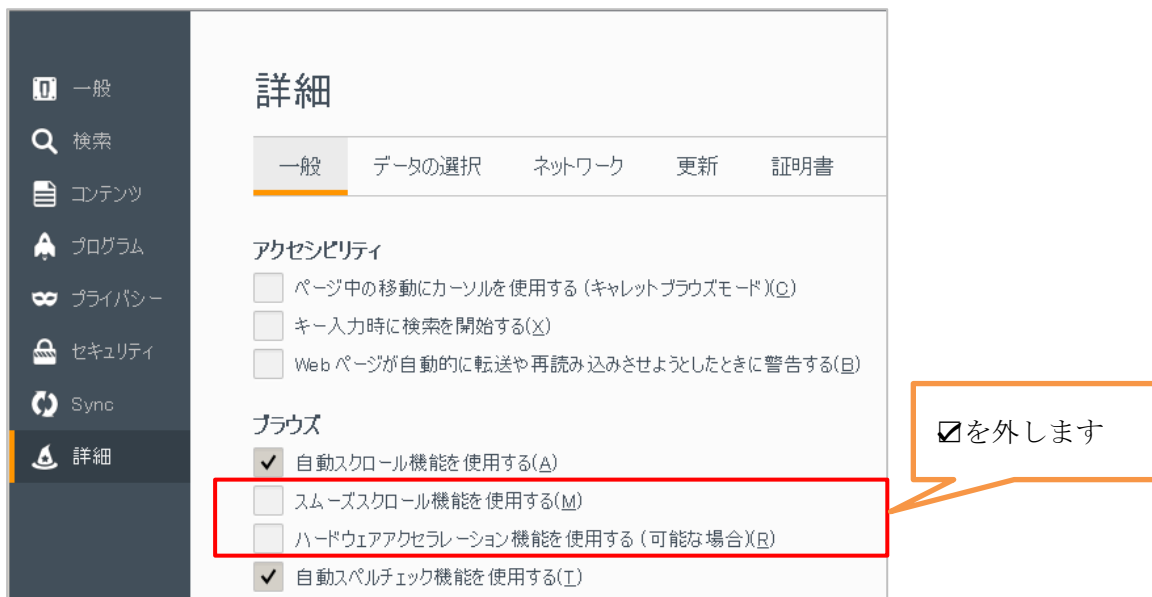 一般
検索
コンテンツ
プログラム
プライバシー
セキュリティ
Sync
詳細
詳細
一般 データの選択 ネットワーク 更新 証明書
アクセシビリティ
ページ中の移動にカーソルを使用する(キャレットブラウズモード)(C)
キー入力時に検索を開始する(X)
Web ページが自動的に転送や再読み込みさせようとしたときに警告する(B)
ブラウズ
自動スクロール機能を使用する(A)
スムーズスクロール機能を使用する(M)
ハードウェアアクセラレーション機能を使用する(可能な場合)(R)
自動スペルチェック機能を使用する(T)
☑を外します